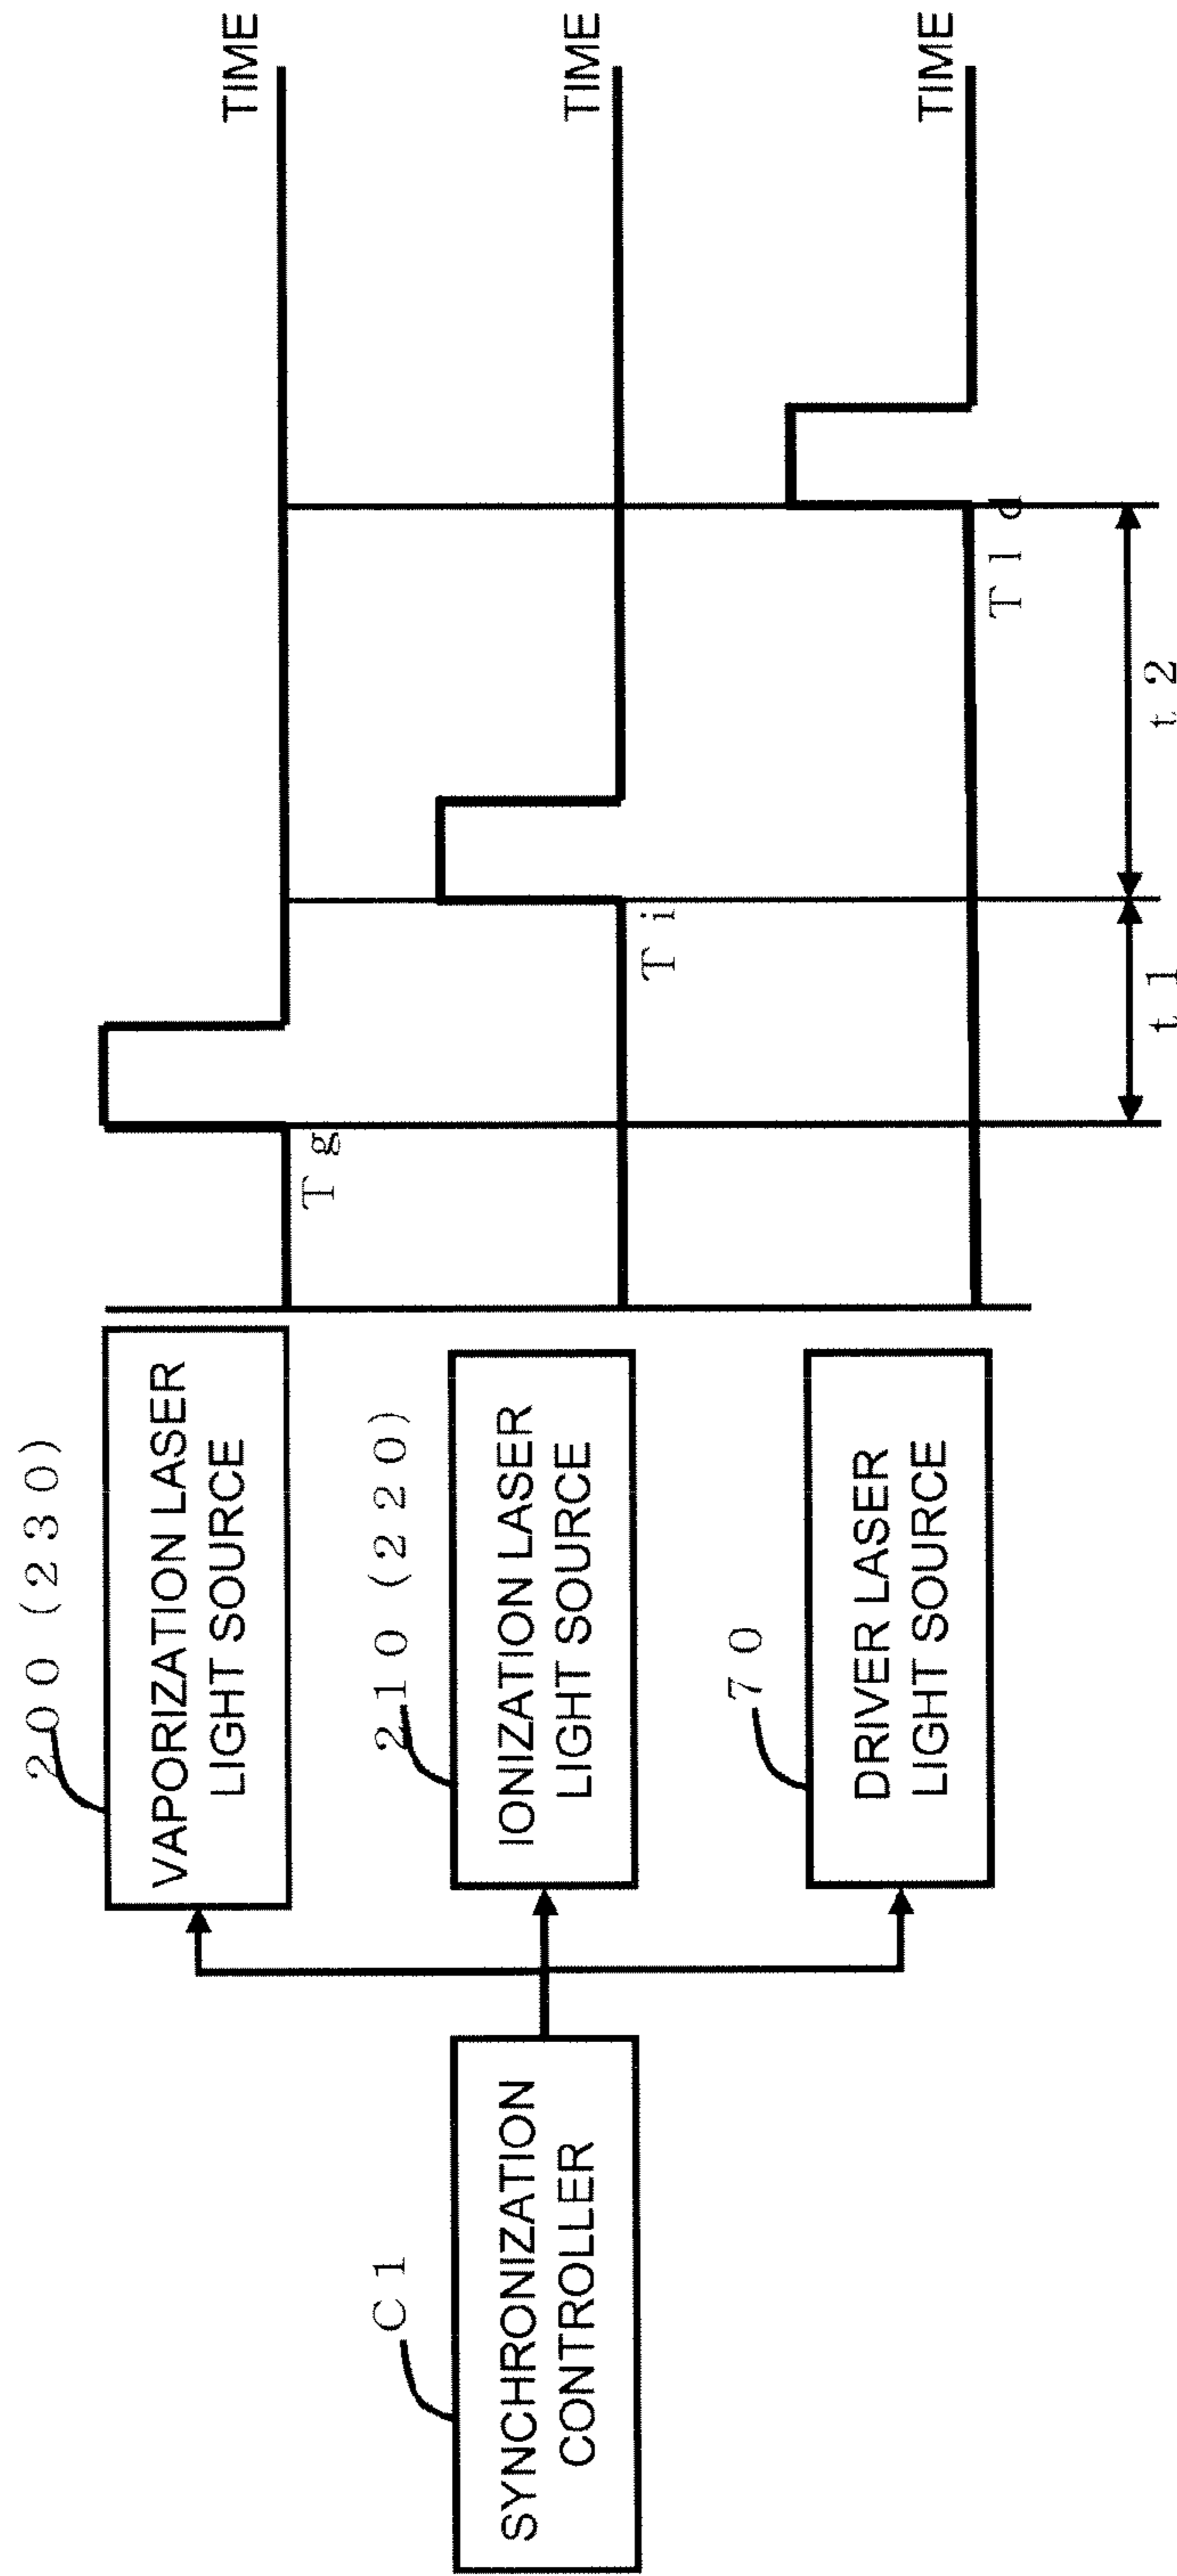 C1
SYNCHRONIZATION
CONTROLLER
200 (230)
VAPORIZATION LASER
LIGHT SOURCE
210 (220)
IONIZATION LASER
LIGHT SOURCE
70
DRIVER LASER
LIGHT SOURCE
TIME
Tg
TIME
Ti
TIME
Tld
t1
t2